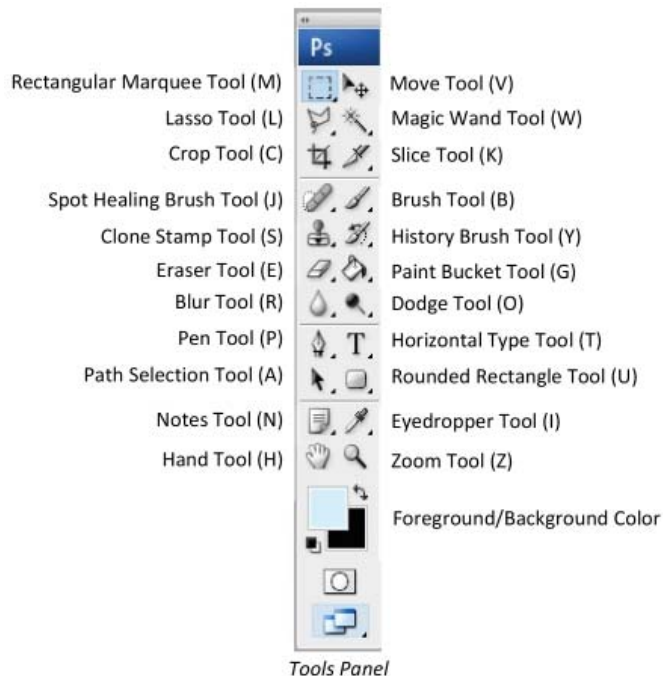 Ps
Rectangular Marquee Tool (M)
Move Tool (V)
Lasso Tool (L)
Magic Wand Tool (W)
Crop Tool (C)
Slice Tool (K)
Spot Healing Brush Tool (J)
Brush Tool (B)
Clone Stamp Tool (S)
History Brush Tool (Y)
Eraser Tool (E)
Paint Bucket Tool (G)
Blur Tool (R)
Dodge Tool (O)
Pen Tool (P)
T
Horizontal Type Tool (T)
Path Selection Tool (A)
Rounded Rectangle Tool (U)
Notes Tool (N)
Eyedropper Tool (I)
Hand Tool (H)
Zoom Tool (Z)
Foreground/Background Color
Tools Panel